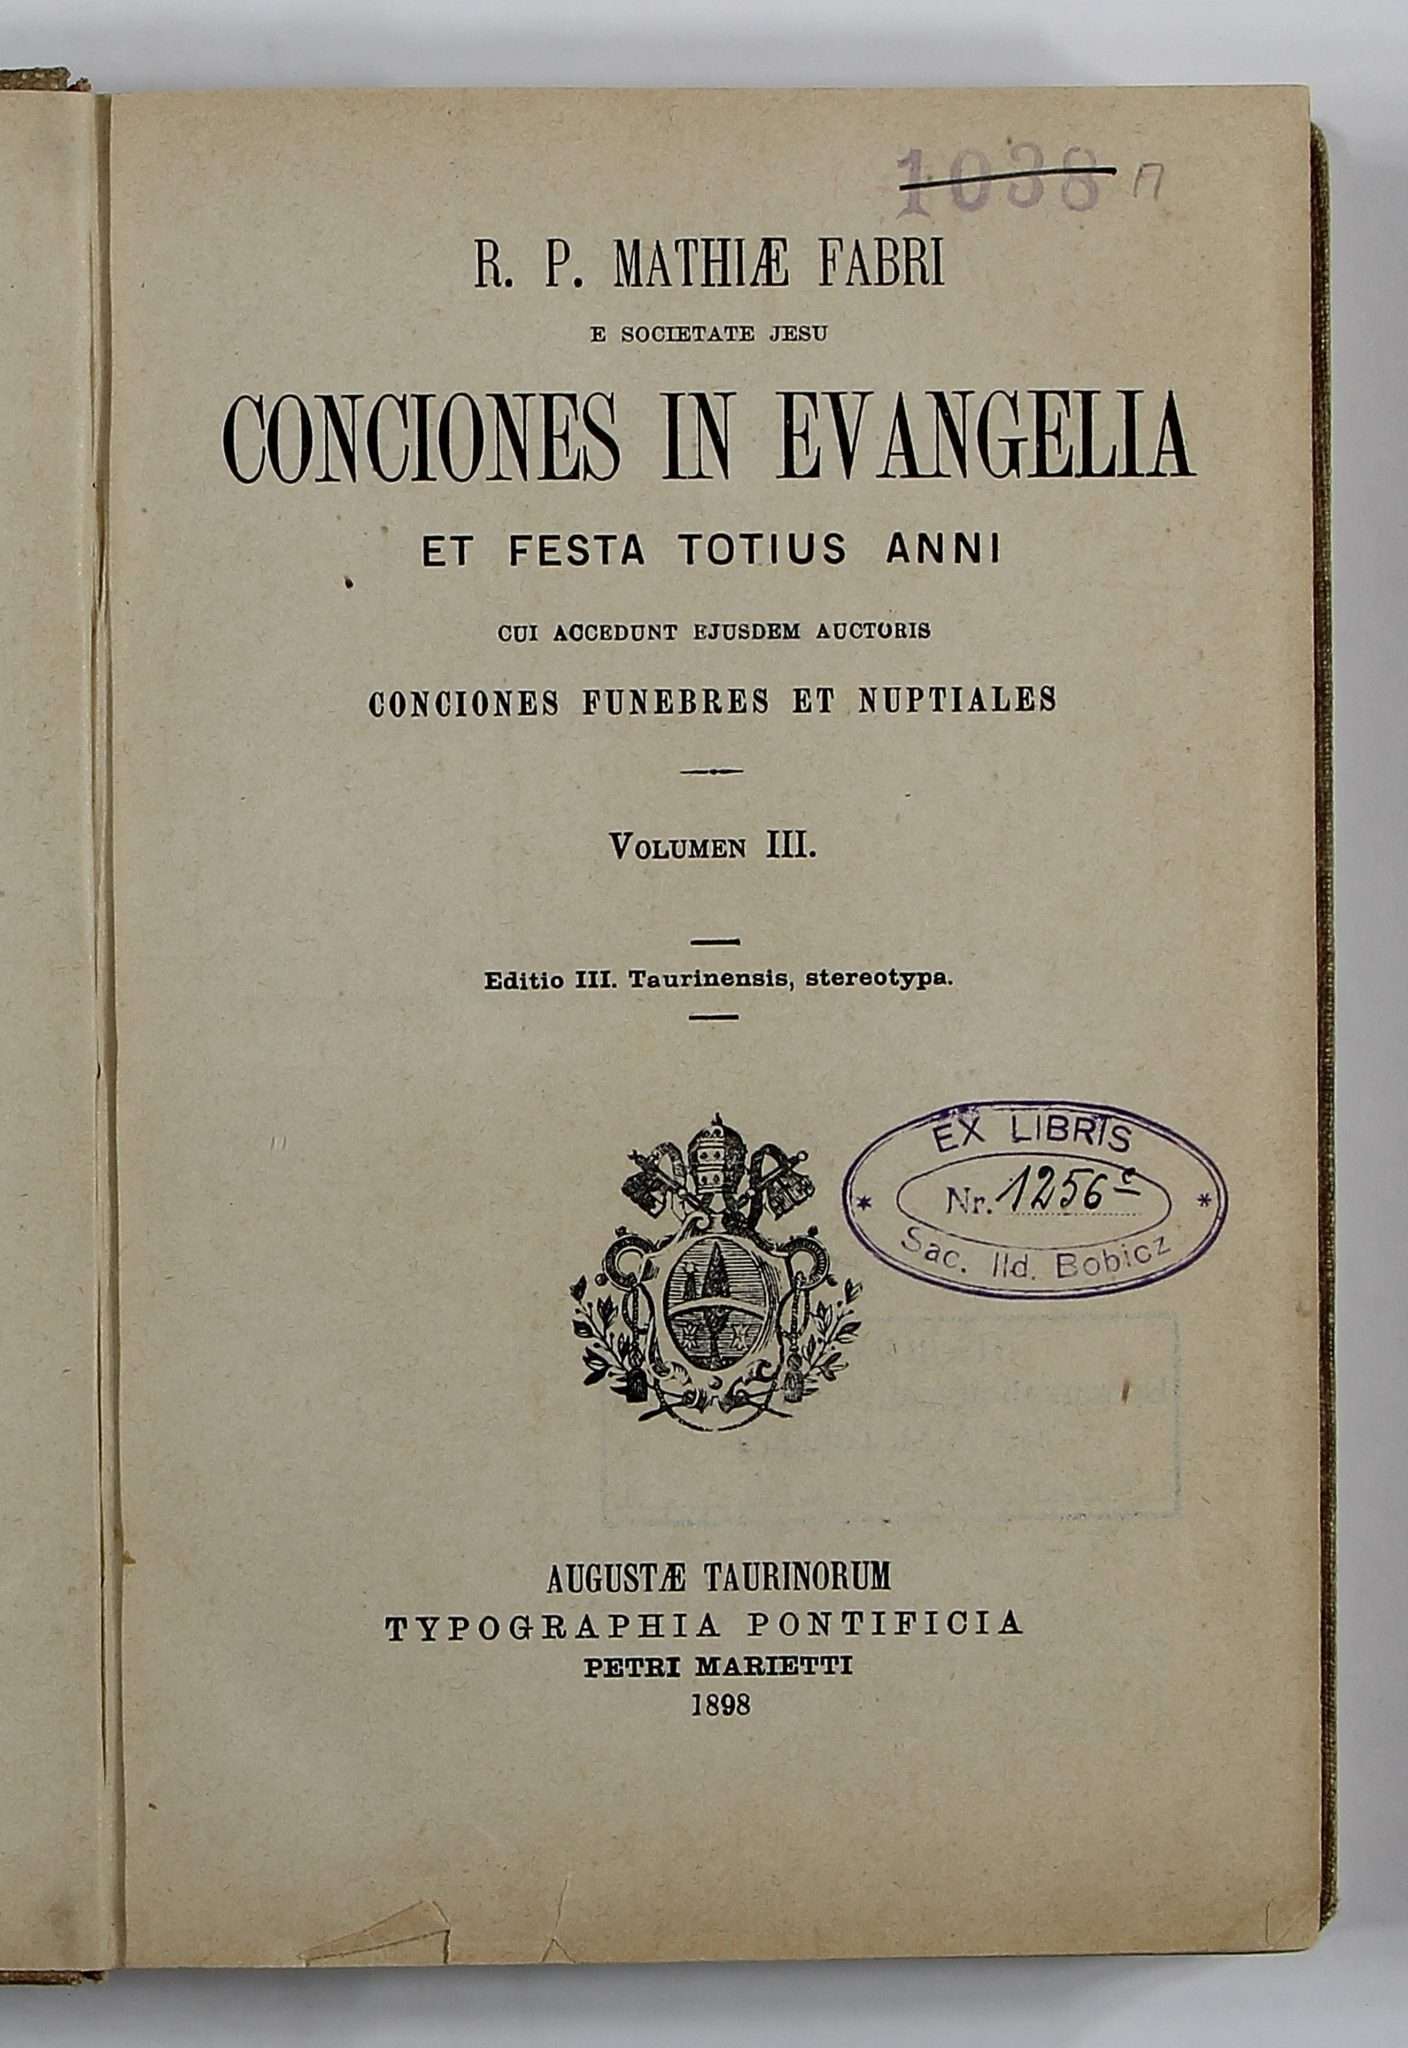 1038 П
R. P. MATHIÆ FABRI
E SOCIETATE JESU
CONCIONES IN EVANGELIA
ET FESTA TOTIUS ANNI
CUI ACCEDUNT EJUSDEM AUCTORIS
CONCIONES FUNEBRES ET NUPTIALES
VOLUMEN III.
Editio III. Taurinensis, stereotypa.
EX LIBRIS
Nr. 1256c
Sac. Ild. Bobicz
AUGUSTÆ TAURINORUM
TYPOGRAPHIA PONTIFICIA
PETRI MARIETTI
1898